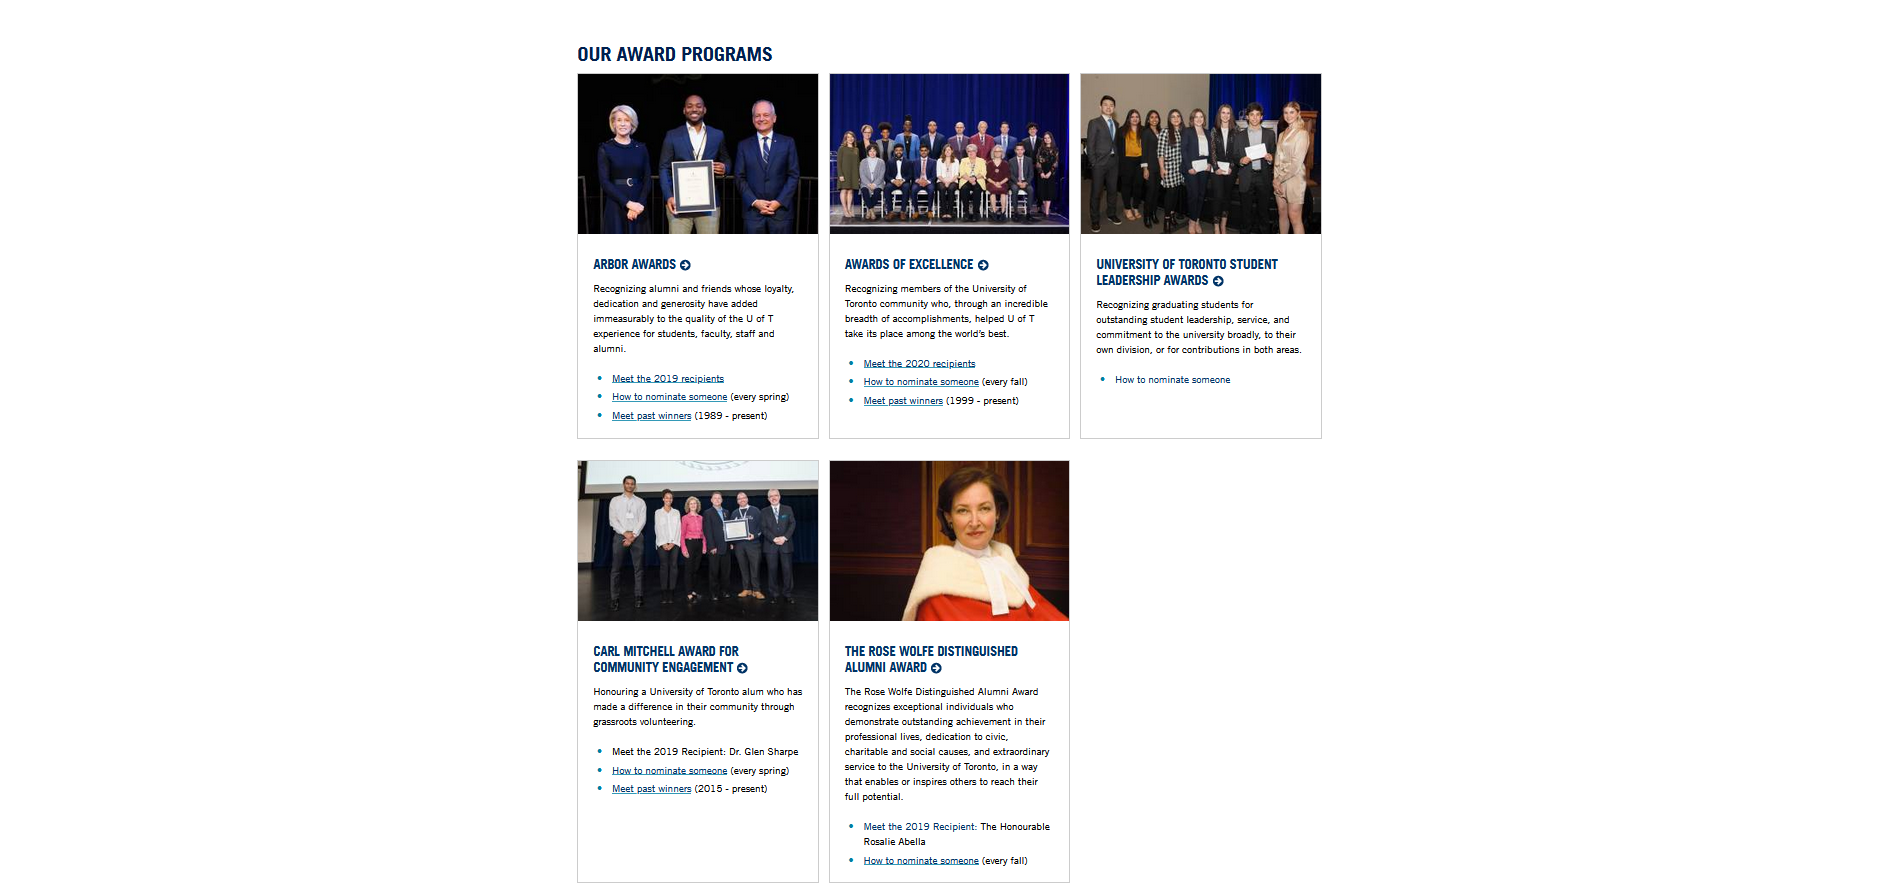 OUR AWARD PROGRAMS
ARBOR AWARDS
Recognizing alumni and friends whose loyalty,
dedication and generosity have added
immeasurably to the quality of the U of T
experience for students, faculty, staff and
alumni.
Meet the 2019 recipients
How to nominate someone (every spring)
Meet past winners (1989 - present)
AWARDS OF EXCELLENCE
Recognizing members of the University of
Toronto community who, through an incredible
breadth of accomplishments, helped U of T
take its place among the world's best.
Meet the 2020 recipients
How to nominate someone (every fall)
Meet past winners (1999 - present)
UNIVERSITY OF TORONTO STUDENT
LEADERSHIP AWARDS
Recognizing graduating students for
outstanding student leadership, service, and
commitment to the university broadly, to their
own division, or for contributions in both areas.
How to nominate someone
CARL MITCHELL AWARD FOR
COMMUNITY ENGAGEMENT
Honouring a University of Toronto alum who has
made a difference in their community through
grassroots volunteering.
Meet the 2019 Recipient: Dr. Glen Sharpe
How to nominate someone (every spring)
Meet past winners (2015 - present)
THE ROSE WOLFE DISTINGUISHED
ALUMNI AWARD
The Rose Wolfe Distinguished Alumni Award
recognizes exceptional individuals who
demonstrate outstanding achievement in their
professional lives, dedication to civic,
charitable and social causes, and extraordinary
service to the University of Toronto, in a way
that enables or inspires others to reach their
full potential.
Meet the 2019 Recipient: The Honourable
Rosalie Abella
How to nominate someone (every fall)